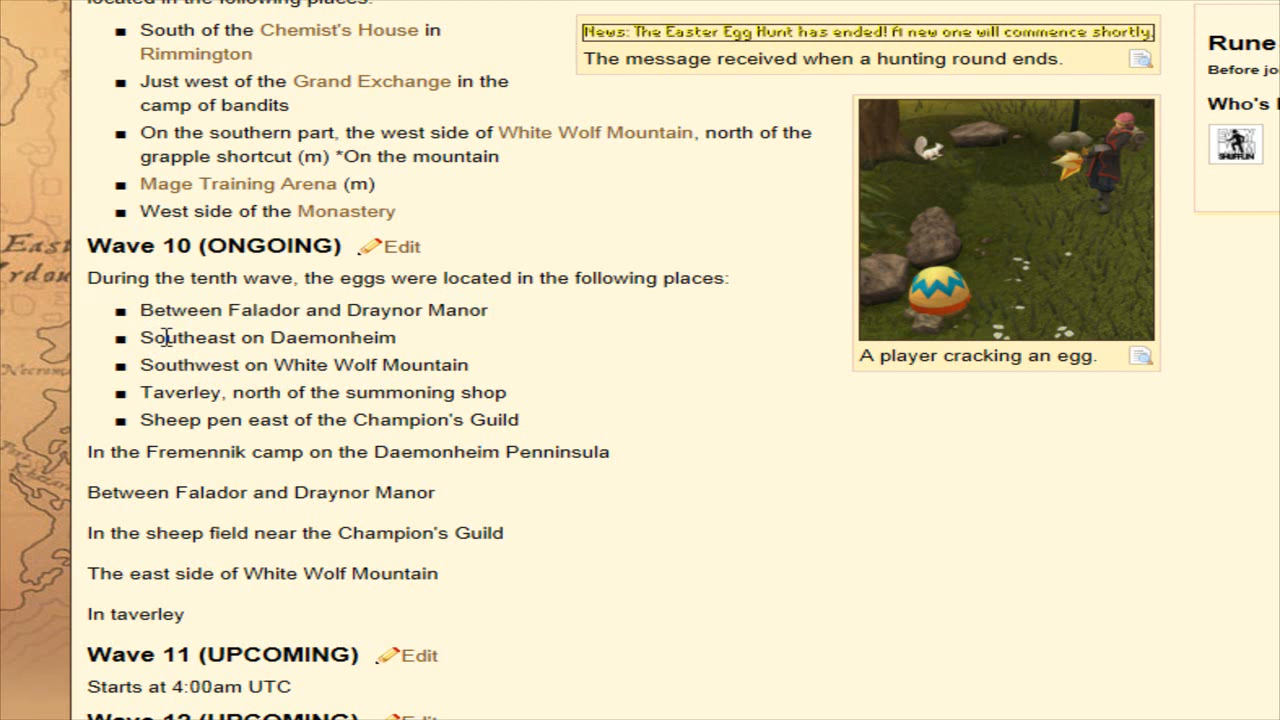 located in the following places:
South of the Chemist's House in
Rimmington
Just west of the Grand Exchange in the
camp of bandits
On the southern part, the west side of White Wolf Mountain, north of the
grapple shortcut (m) *On the mountain
Mage Training Arena (m)
West side of the Monastery
News: The Easter Egg Hunt has ended! A new one will commence shortly.
The message received when a hunting round ends.
A player cracking an egg.
Wave 10 (ONGOING) Edit
During the tenth wave, the eggs were located in the following places:
Between Falador and Draynor Manor
Southeast on Daemonheim
Southwest on White Wolf Mountain
Taverley, north of the summoning shop
Sheep pen east of the Champion's Guild
In the Fremennik camp on the Daemonheim Penninsula
Between Falador and Draynor Manor
In the sheep field near the Champion's Guild
The east side of White Wolf Mountain
In taverley
Wave 11 (UPCOMING) Edit
Starts at 4:00am UTC
Wave 12 (UPCOMING) Edit
Rune
Before jo
Who's
SHUFFLIN
East